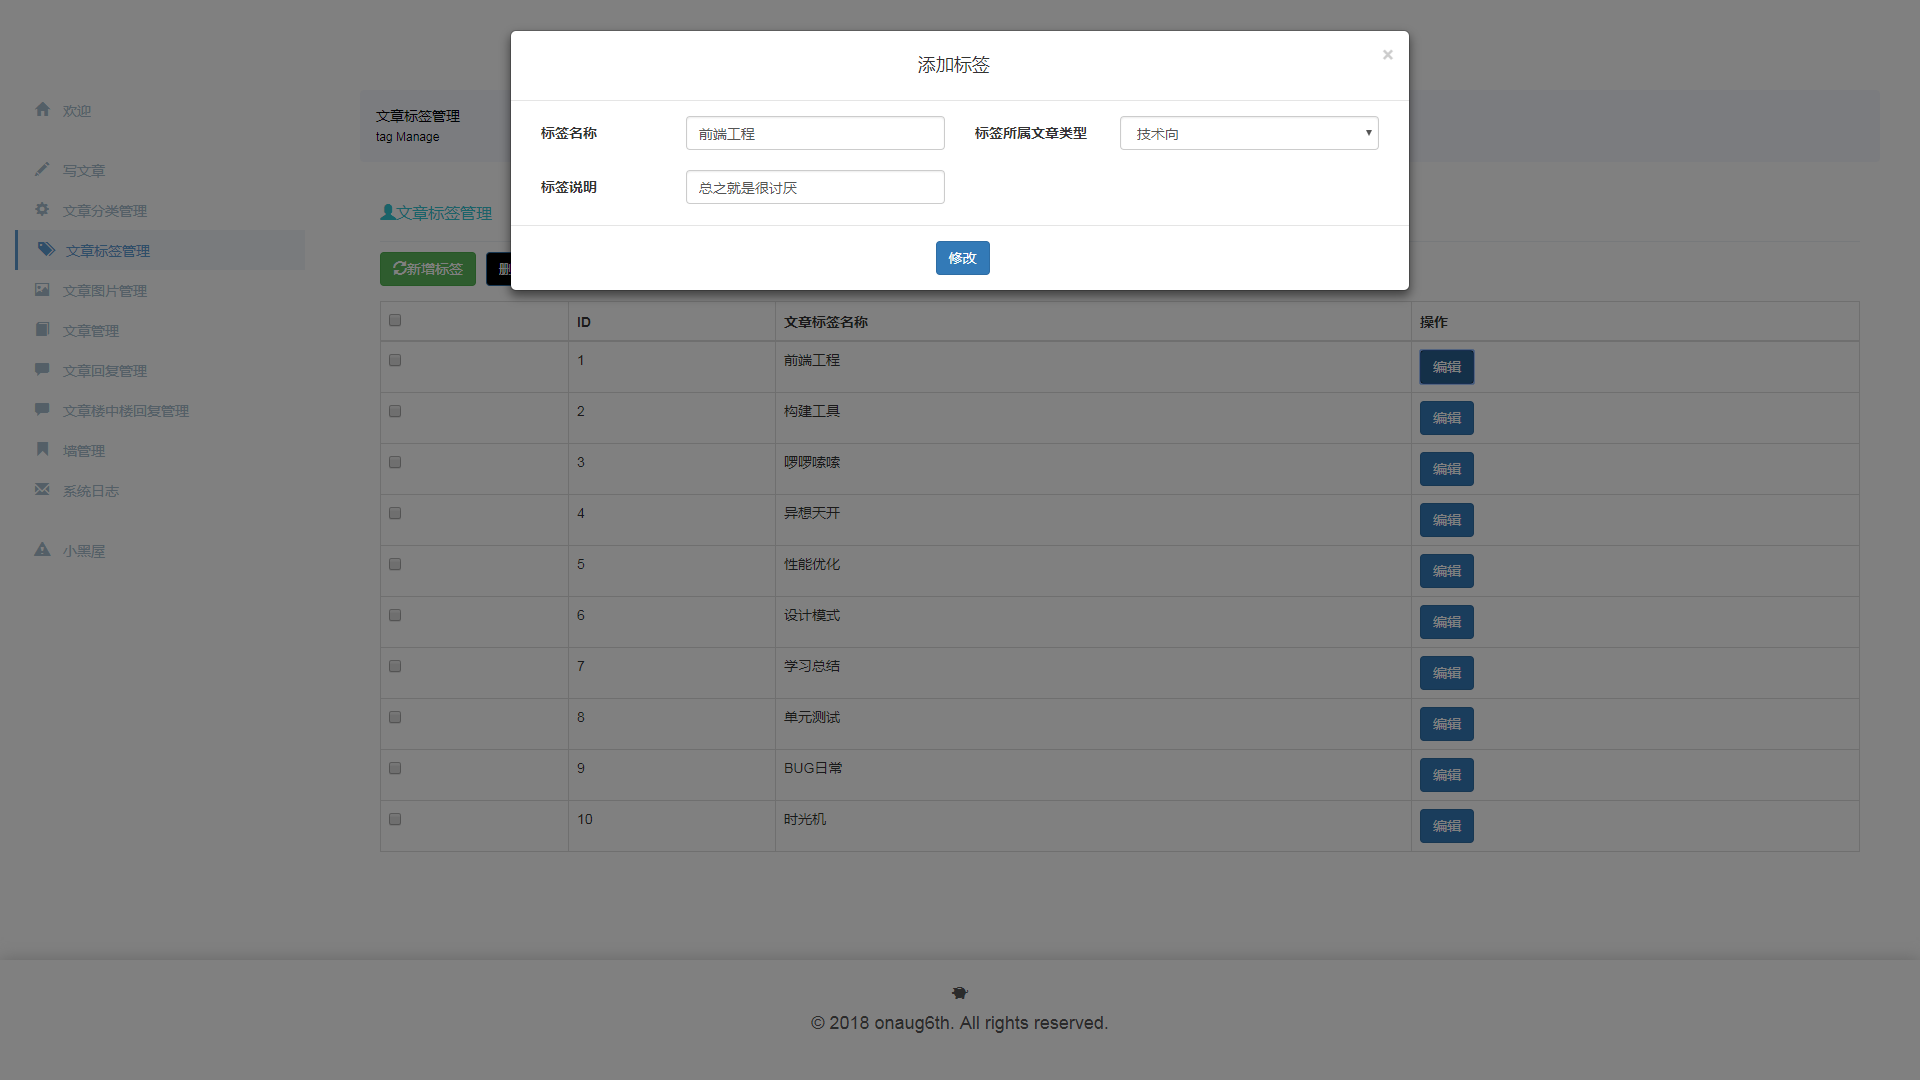 添加标签
×
标签名称
前端工程
标签所属文章类型
技术向
标签说明
总之就是很讨厌
修改
欢迎
写文章
文章分类管理
文章标签管理
文章图片管理
文章管理
文章回复管理
文章楼中楼回复管理
墙管理
系统日志
小黑屋
文章标签管理
tag Manage
文章标签管理
新增标签
删
ID 文章标签名称 操作
1 前端工程 编辑
2 构建工具 编辑
3 啰啰嗦嗦 编辑
4 异想天开 编辑
5 性能优化 编辑
6 设计模式 编辑
7 学习总结 编辑
8 单元测试 编辑
9 BUG日常 编辑
10 时光机 编辑
© 2018 onaug6th. All rights reserved.